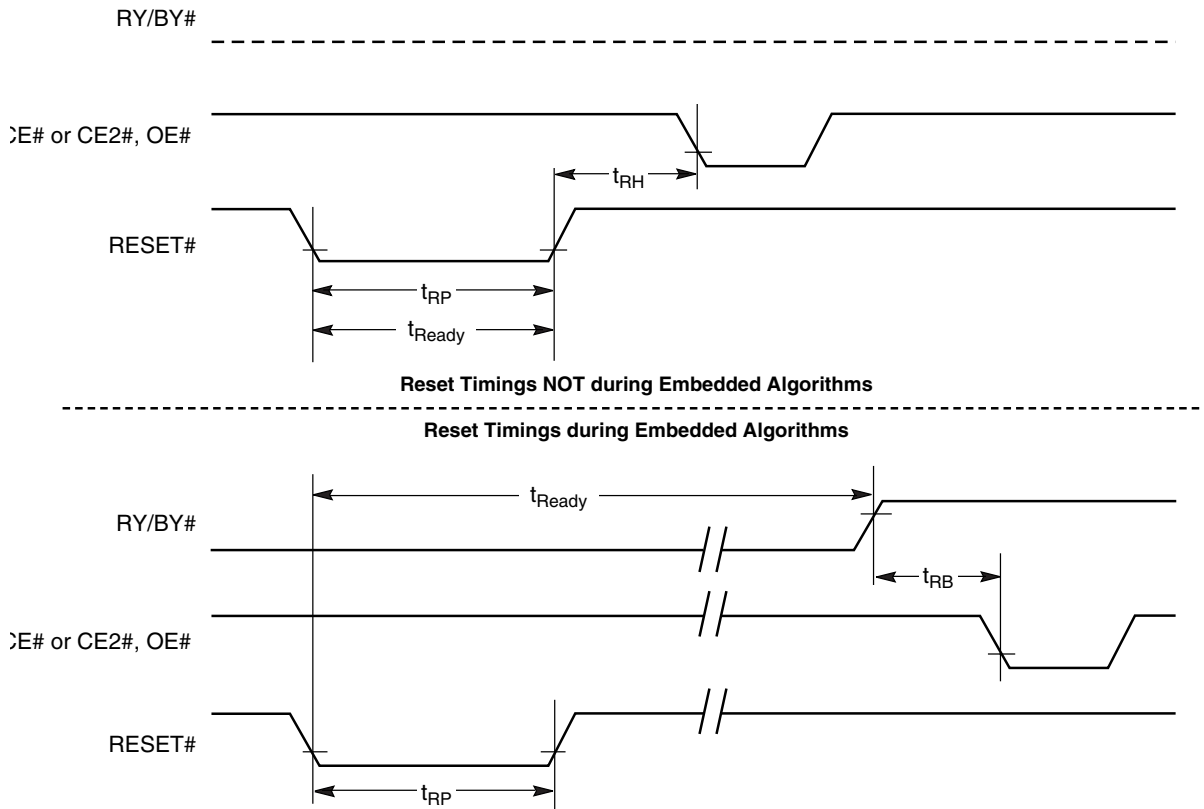 RY/BY#
CE# or CE2#, OE#
tRH
RESET#
tRP
tReady
Reset Timings NOT during Embedded Algorithms
Reset Timings during Embedded Algorithms
tReady
RY/BY#
tRB
CE# or CE2#, OE#
RESET#
tRP